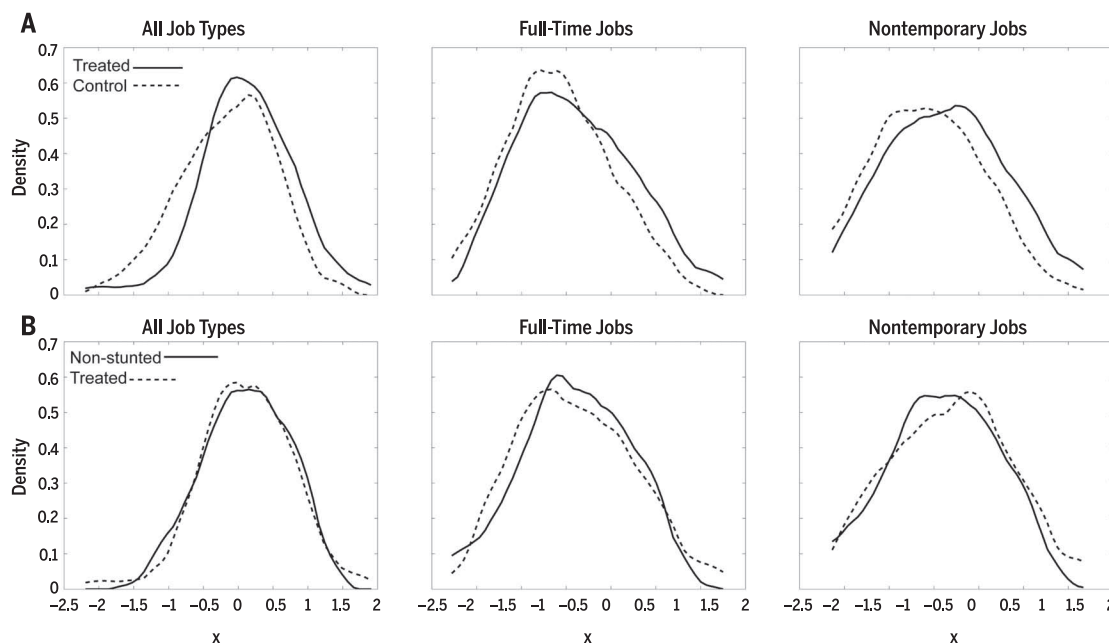 A
All Job Types
Full-Time Jobs
Nontemporary Jobs
0.7
0.6
0.5
0.4
0.3
0.2
0.1
0
Density
Treated
Control
B
All Job Types
Full-Time Jobs
Nontemporary Jobs
0.7
0.6
0.5
0.4
0.3
0.2
0.1
0
Density
Non-stunted
Treated
-2.5 -2 -1.5 -1 -0.5 0 0.5 1 1.5 2
-2.5 -2 -1.5 -1 -0.5 0 0.5 1 1.5 2
-2.5 -2 -1.5 -1 -0.5 0 0.5 1 1.5 2
x
x
x